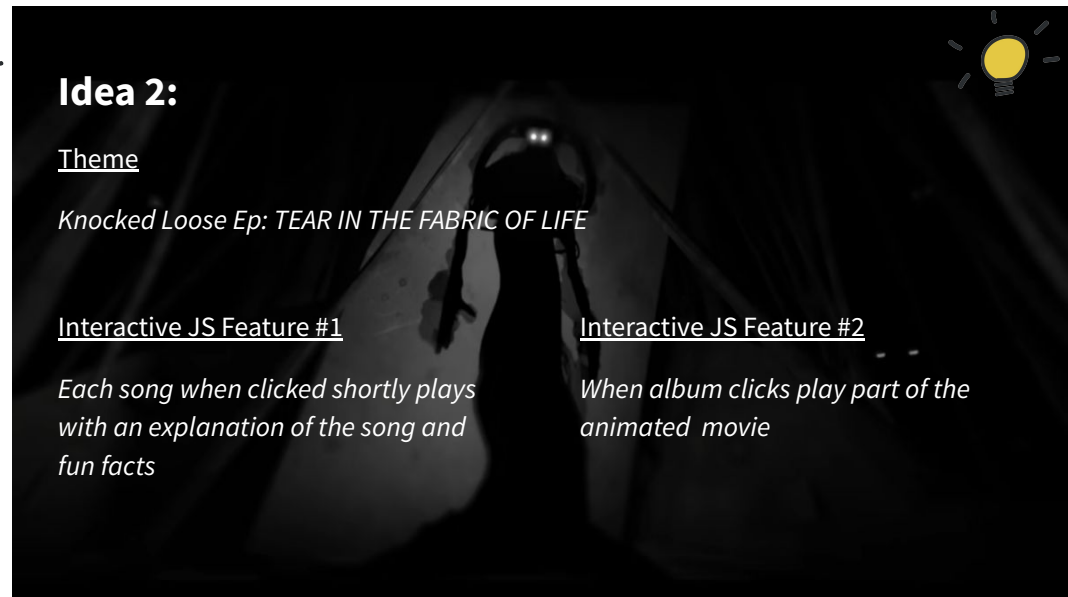 Idea 2:
Theme
Knocked Loose Ep: TEAR IN THE FABRIC OF LIFE
Interactive JS Feature #1
Each song when clicked shortly plays
with an explanation of the song and
fun facts
Interactive JS Feature #2
When album clicks play part of the
animated  movie